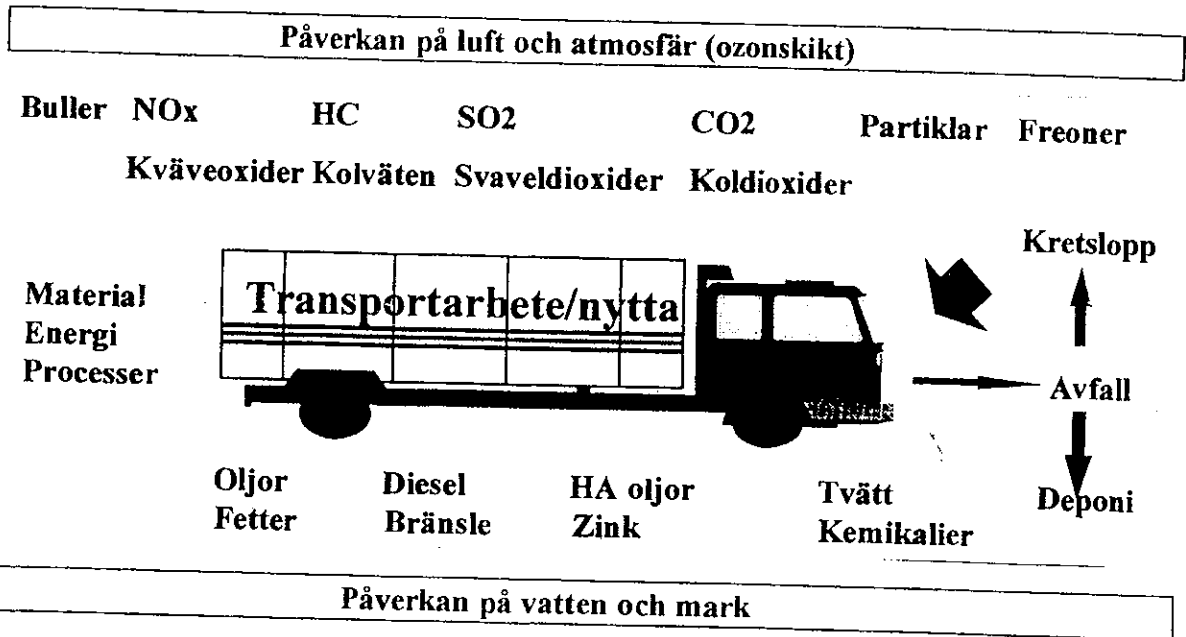 Påverkan på luft och atmosfär (ozonskikt)
Buller NOx HC SO2 CO2 Partiklar Freoner
Kväveoxider Kolväten Svaveldioxider Koldioxider
Kretslopp
Material
Energi
Processer
Transportarbete/nytta
Avfall
Oljor Diesel HA oljor Tvätt Deponi
Fetter Bränsle Zink Kemikalier
Påverkan på vatten och mark